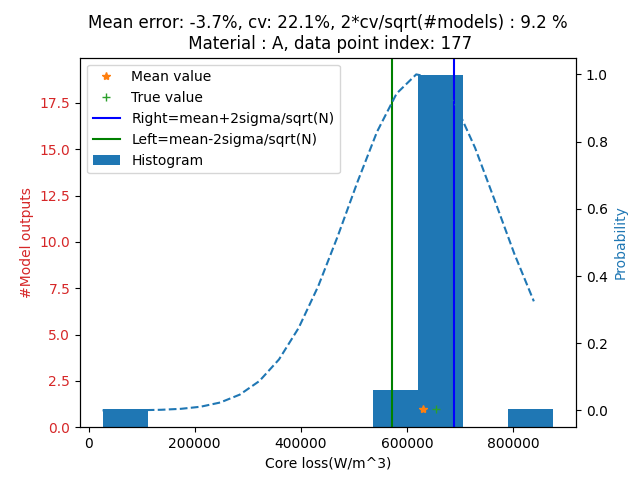 Mean error: -3.7%, cv: 22.1%, 2*cv/sqrt(#models) : 9.2 %
Material : A, data point index: 177
Mean value
True value
Right=mean+2sigma/sqrt(N)
Left=mean-2sigma/sqrt(N)
Histogram
#Model outputs
17.5
15.0
12.5
10.0
7.5
5.0
2.5
0.0
1.0
0.8
0.6
0.4
0.2
0.0
Probability
0 200000 400000 600000 800000
Core loss(W/m^3)